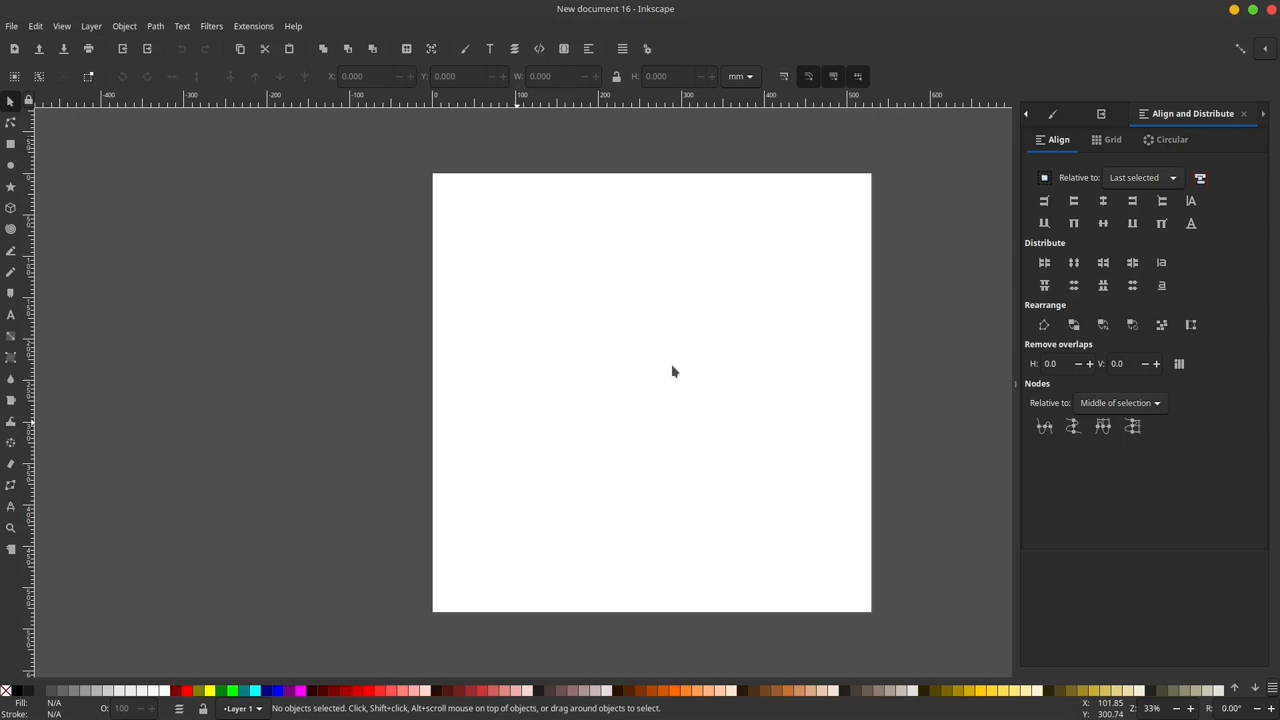 New document 16 - Inkscape
File Edit View Layer Object Path Text Filters Extensions Help
X: 0.000 Y: 0.000 W: 0.000 H: 0.000 mm
-400 -300 -200 -100 0 100 200 300 400 500 600
Align and Distribute
Align Grid Circular
Relative to: Last selected
Distribute
Rearrange
Remove overlaps
H: 0.0 V: 0.0
Nodes
Relative to: Middle of selection
Fill: N/A
Stroke: N/A
O: 100
•Layer 1
No objects selected. Click, Shift+click, Alt+scroll mouse on top of objects, or drag around objects to select.
X: 101.85
Y: 300.74
Z: 33% R: 0.00°